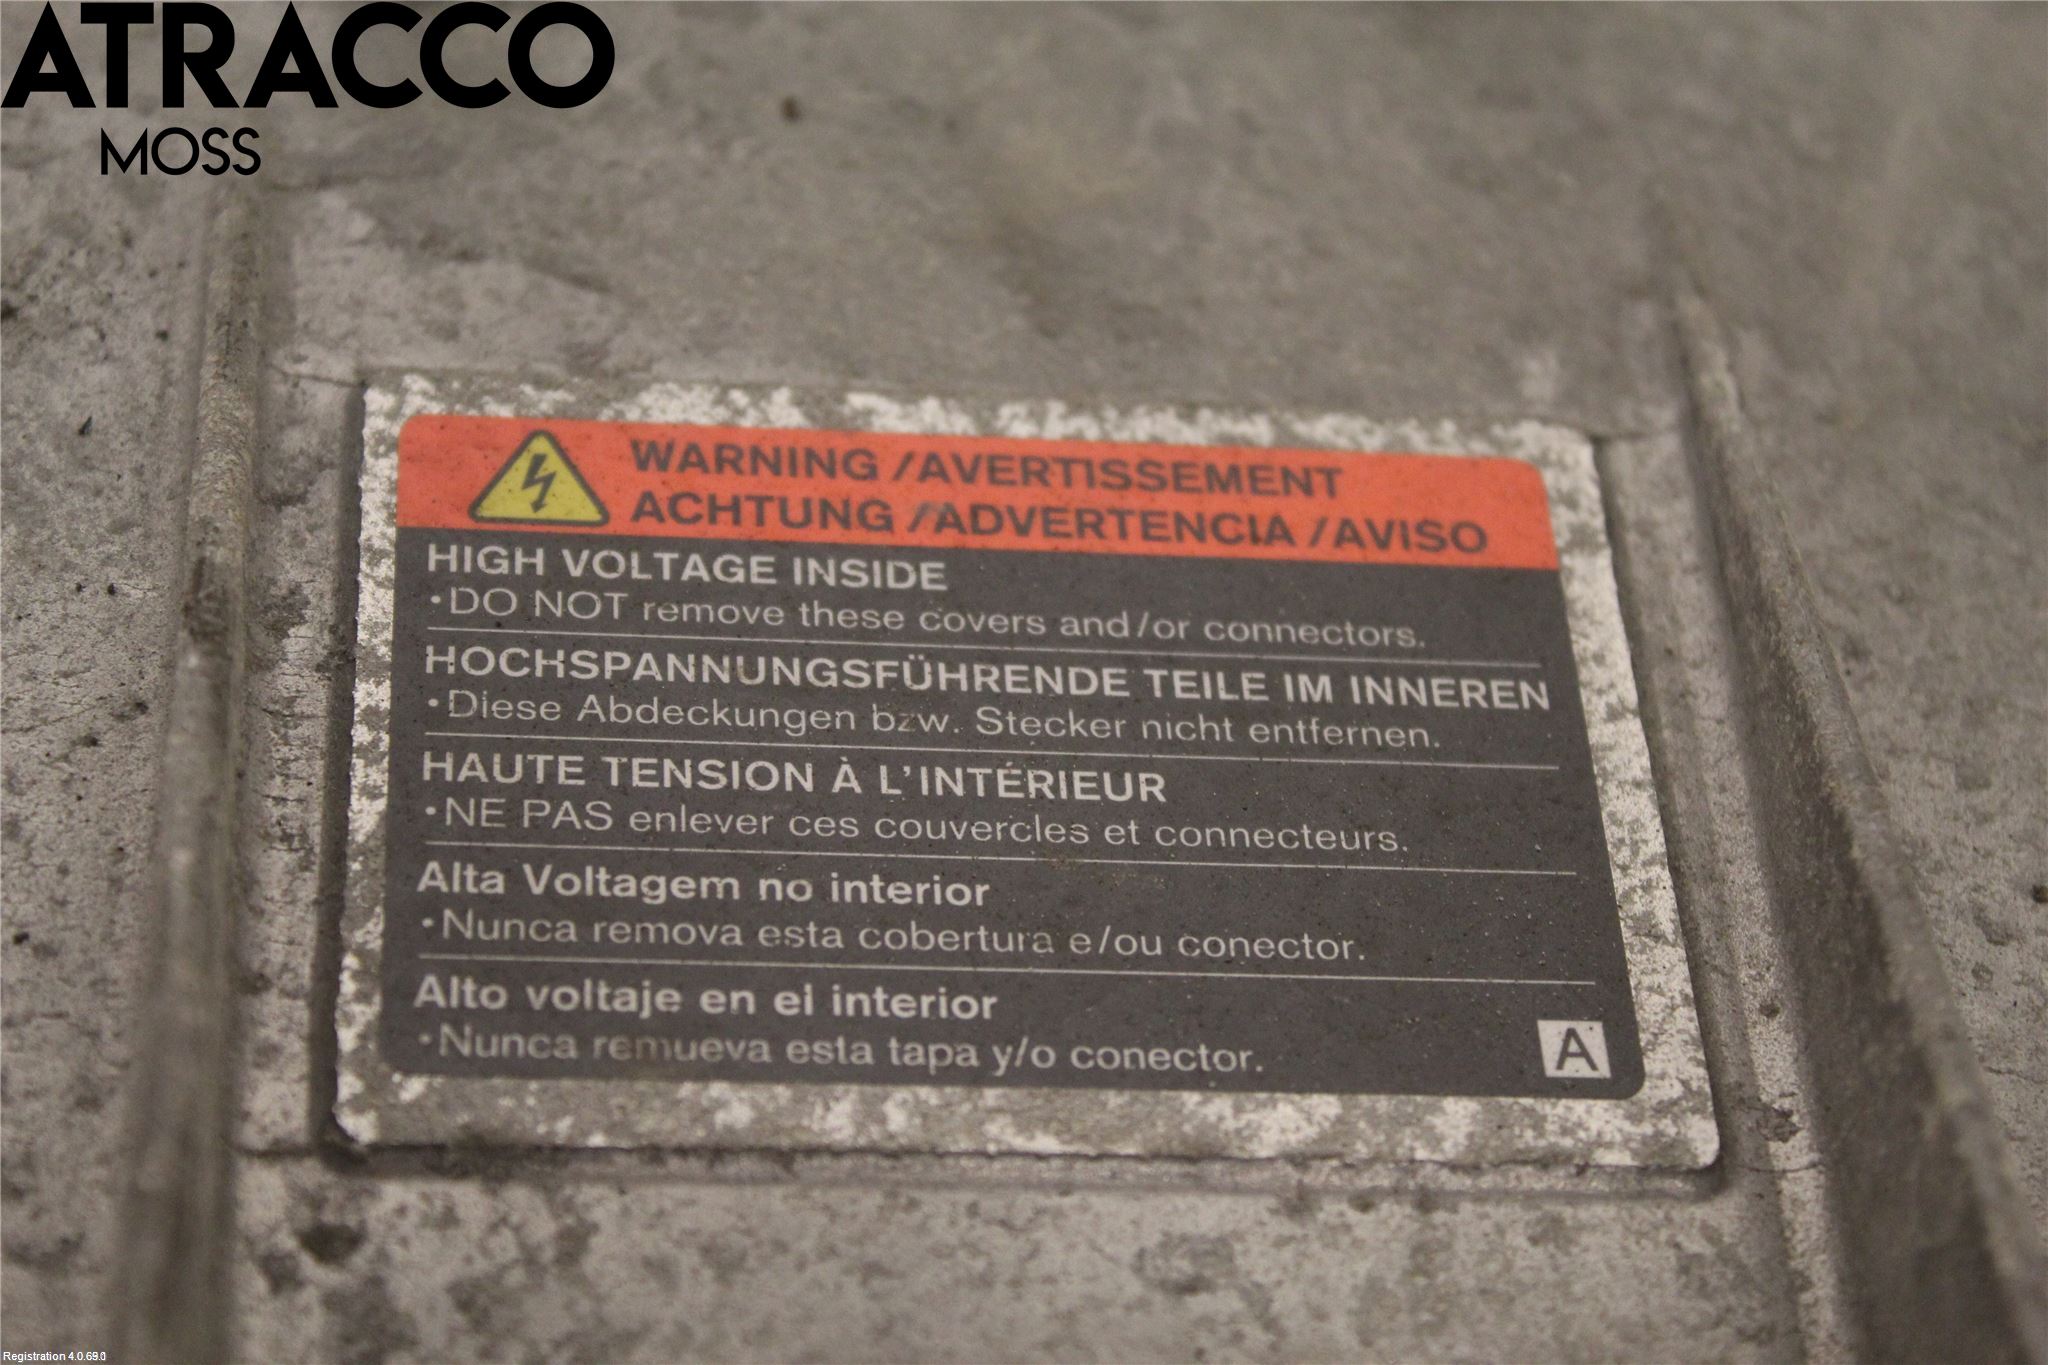 ATRACCO
MOSS
WARNING /AVERTISSEMENT
ACHTUNG /ADVERTENCIA /AVISO
HIGH VOLTAGE INSIDE
•DO NOT remove these covers and/or connectors.
HOCHSPANNUNGSFÜHRENDE TEILE IM INNEREN
•Diese Abdeckungen bzw. Stecker nicht entfernen.
HAUTE TENSION À L'INTÉRIEUR
•NE PAS enlever ces couvercles et connecteurs.
Alta Voltagem no interior
•Nunca remova esta cobertura e/ou conector.
Alto voltaje en el interior
•Nunca remueva esta tapa y/o conector.
A
Registration